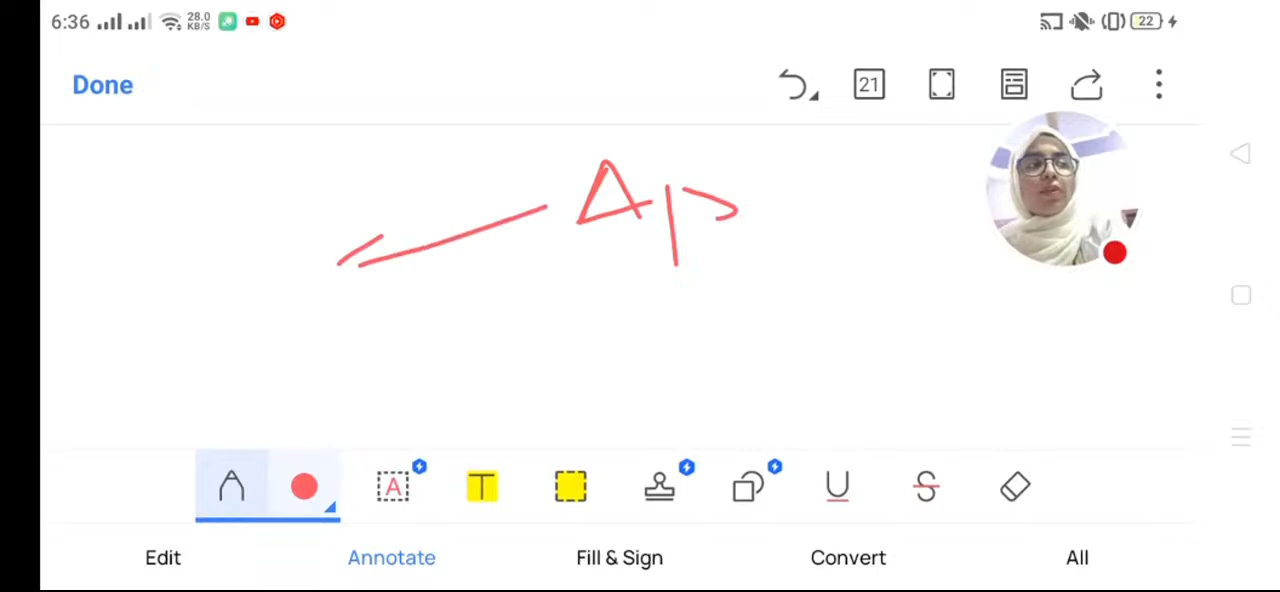 6:36 28.0 KB/S 22
Done 21
Ap
A T U S
Edit Annotate Fill & Sign Convert All